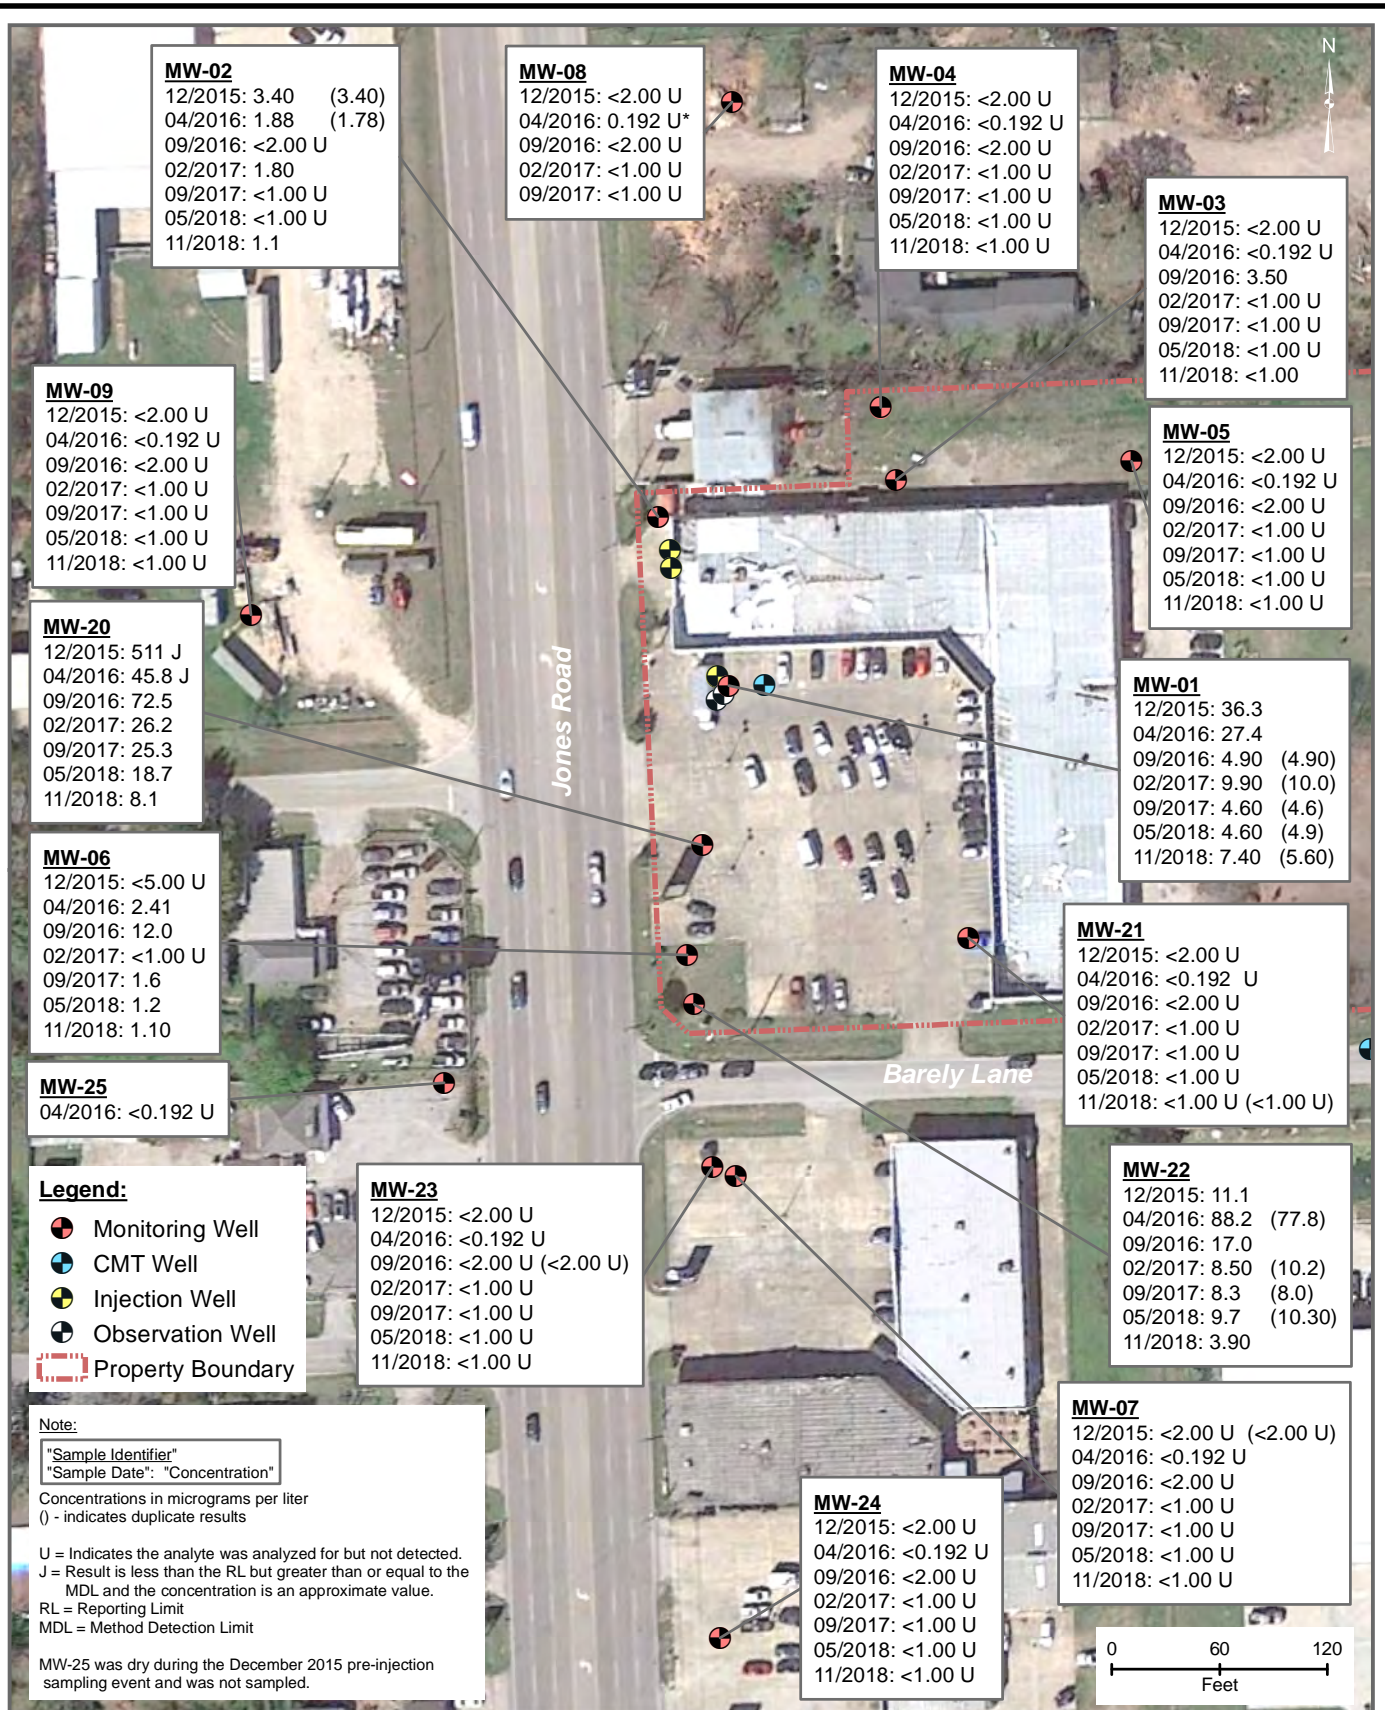 MW-02
12/2015: 3.40 (3.40)
04/2016: 1.88 (1.78)
09/2016: <2.00 U
02/2017: 1.80
09/2017: <1.00 U
05/2018: <1.00 U
11/2018: 1.1
MW-08
12/2015: <2.00 U
04/2016: 0.192 U*
09/2016: <2.00 U
02/2017: <1.00 U
09/2017: <1.00 U
MW-04
12/2015: <2.00 U
04/2016: <0.192 U
09/2016: <2.00 U
02/2017: <1.00 U
09/2017: <1.00 U
05/2018: <1.00 U
11/2018: <1.00 U
N
MW-03
12/2015: <2.00 U
04/2016: <0.192 U
09/2016: 3.50
02/2017: <1.00 U
09/2017: <1.00 U
05/2018: <1.00 U
11/2018: <1.00
MW-09
12/2015: <2.00 U
04/2016: <0.192 U
09/2016: <2.00 U
02/2017: <1.00 U
09/2017: <1.00 U
05/2018: <1.00 U
11/2018: <1.00 U
MW-05
12/2015: <2.00 U
04/2016: <0.192 U
09/2016: <2.00 U
02/2017: <1.00 U
09/2017: <1.00 U
05/2018: <1.00 U
11/2018: <1.00 U
MW-20
12/2015: 511 J
04/2016: 45.8 J
09/2016: 72.5
02/2017: 26.2
09/2017: 25.3
05/2018: 18.7
11/2018: 8.1
Jones Road
MW-01
12/2015: 36.3
04/2016: 27.4
09/2016: 4.90 (4.90)
02/2017: 9.90 (10.0)
09/2017: 4.60 (4.6)
05/2018: 4.60 (4.9)
11/2018: 7.40 (5.60)
MW-06
12/2015: <5.00 U
04/2016: 2.41
09/2016: 12.0
02/2017: <1.00 U
09/2017: 1.6
05/2018: 1.2
11/2018: 1.10
MW-21
12/2015: <2.00 U
04/2016: <0.192 U
09/2016: <2.00 U
02/2017: <1.00 U
09/2017: <1.00 U
05/2018: <1.00 U
11/2018: <1.00 U (<1.00 U)
MW-25
04/2016: <0.192 U
Barely Lane
MW-22
12/2015: 11.1
04/2016: 88.2 (77.8)
09/2016: 17.0
02/2017: 8.50 (10.2)
09/2017: 8.3 (8.0)
05/2018: 9.7 (10.30)
11/2018: 3.90
Legend:
Monitoring Well
CMT Well
Injection Well
Observation Well
Property Boundary
MW-23
12/2015: <2.00 U
04/2016: <0.192 U
09/2016: <2.00 U (<2.00 U)
02/2017: <1.00 U
09/2017: <1.00 U
05/2018: <1.00 U
11/2018: <1.00 U
MW-07
12/2015: <2.00 U (<2.00 U)
04/2016: <0.192 U
09/2016: <2.00 U
02/2017: <1.00 U
09/2017: <1.00 U
05/2018: <1.00 U
11/2018: <1.00 U
Note:
"Sample Identifier"
"Sample Date": "Concentration"
Concentrations in micrograms per liter
() - indicates duplicate results
U = Indicates the analyte was analyzed for but not detected.
J = Result is less than the RL but greater than or equal to the
MDL and the concentration is an approximate value.
RL = Reporting Limit
MDL = Method Detection Limit
MW-25 was dry during the December 2015 pre-injection
sampling event and was not sampled.
MW-24
12/2015: <2.00 U
04/2016: <0.192 U
09/2016: <2.00 U
02/2017: <1.00 U
09/2017: <1.00 U
05/2018: <1.00 U
11/2018: <1.00 U
0 60 120
Feet